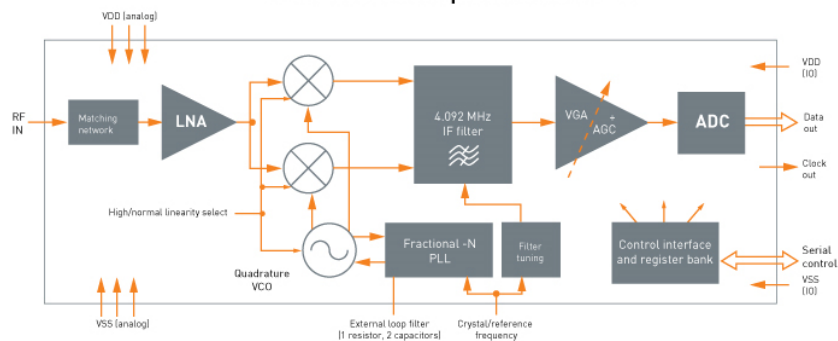 VDD (analog)
VDD
(IO)
RF
IN
Matching
network
LNA
4.092 MHz
IF filter
VGA
+
AGC
ADC
Data
out
Clock
out
High/normal linearity select
Quadrature
VCO
Fractional -N
PLL
Filter
tuning
Control interface
and register bank
Serial
control
VSS
(IO)
VSS (analog)
External loop filter
(1 resistor, 2 capacitors)
Crystal/reference
frequency